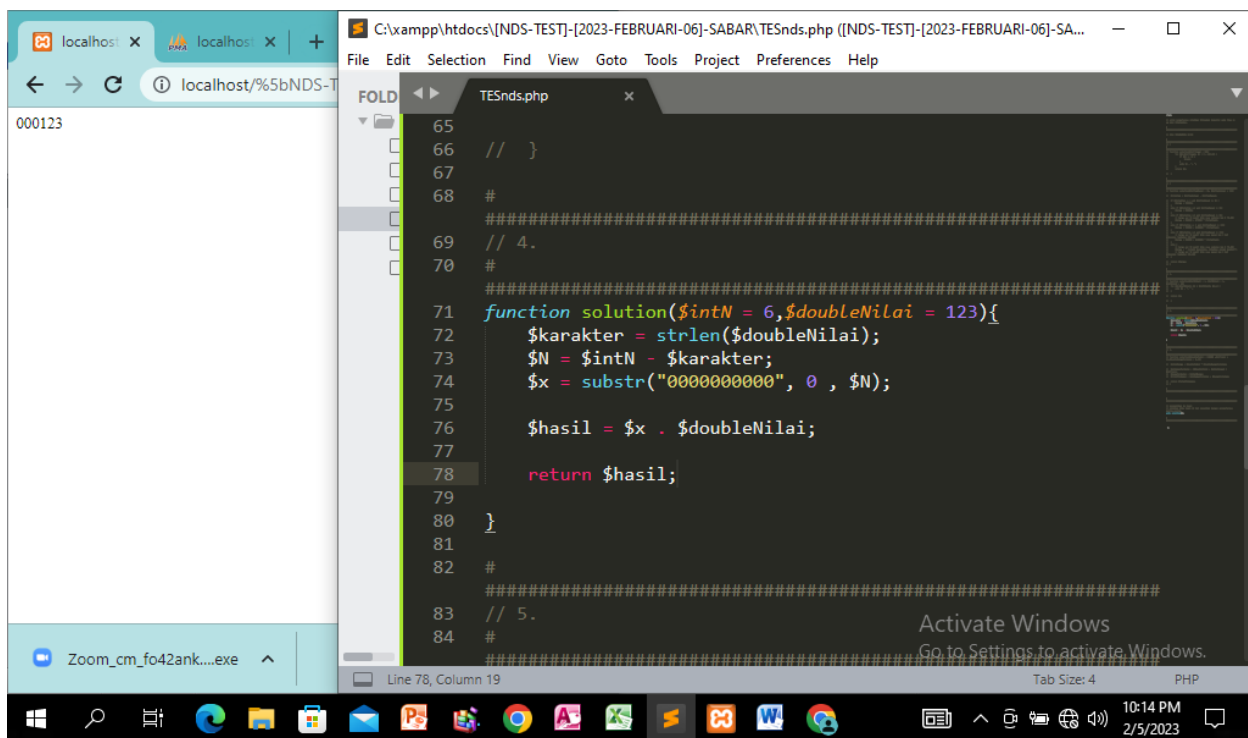 localhost × localhost × +
localhost/%5bNDS-T
000123
Zoom_cm_fo42ank....exe
C:\xampp\htdocs\[NDS-TEST]-[2023-FEBRUARI-06]-SABAR\TESnds.php ([NDS-TEST]-[2023-FEBRUARI-06]-SA...
File Edit Selection Find View Goto Tools Project Preferences Help
FOLD
TESnds.php ×
65
66 // }
67
68 #
###############################################################
69 // 4.
70 #
###############################################################
71 function solution($intN = 6,$doubleNilai = 123){
72 $karakter = strlen($doubleNilai);
73 $N = $intN - $karakter;
74 $x = substr("0000000000", 0 , $N);
75
76 $hasil = $x . $doubleNilai;
77
78 return $hasil;
79
80 }
81
82 #
###############################################################
83 // 5.
84 #
###############################################################
Activate Windows
Go to Settings to activate Windows.
Line 78, Column 19 Tab Size: 4 PHP
10:14 PM
2/5/2023